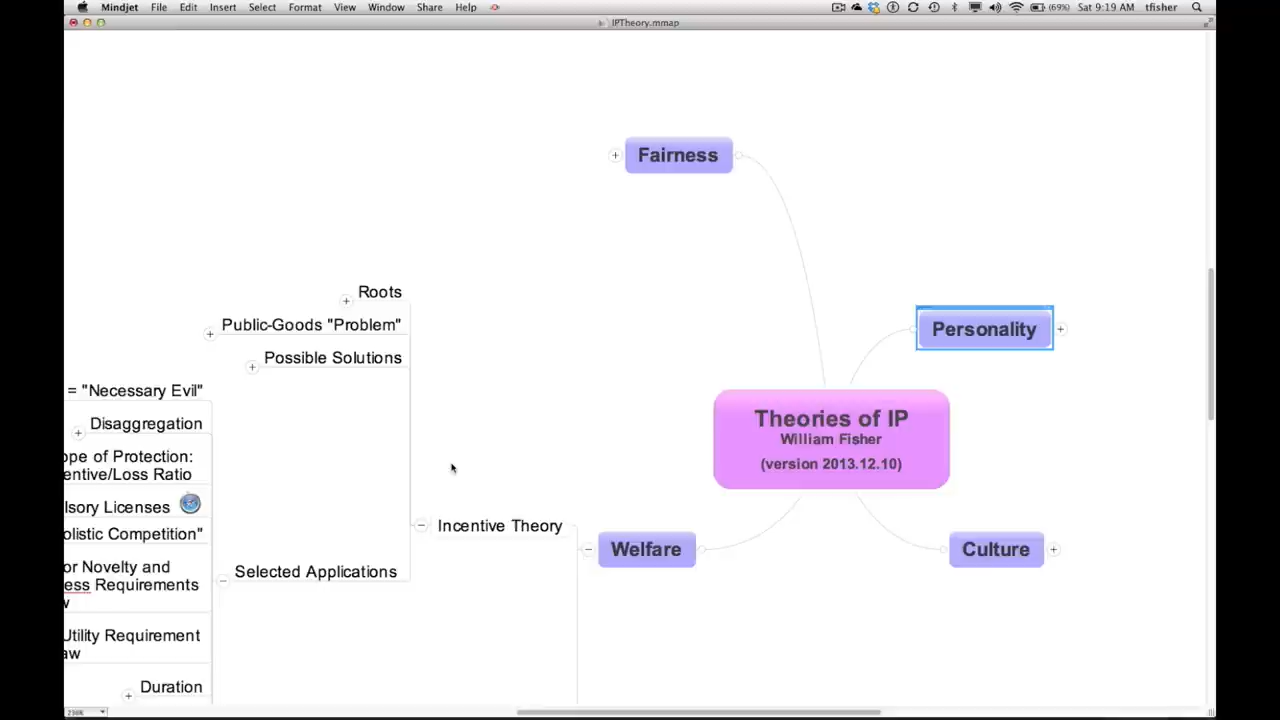 Mindjet File Edit Insert Select Format View Window Share Help (69%) Sat 9:19 AM tfisher
IPTheory.mmap
Fairness
Roots
Public-Goods "Problem"
Possible Solutions
Personality
= "Necessary Evil"
Theories of IP
William Fisher
(version 2013.12.10)
Disaggregation
ope of Protection:
entive/Loss Ratio
lsory Licenses
olistic Competition"
Incentive Theory
Welfare
Culture
or Novelty and
ess Requirements
w
Selected Applications
Utility Requirement
aw
Duration
236%